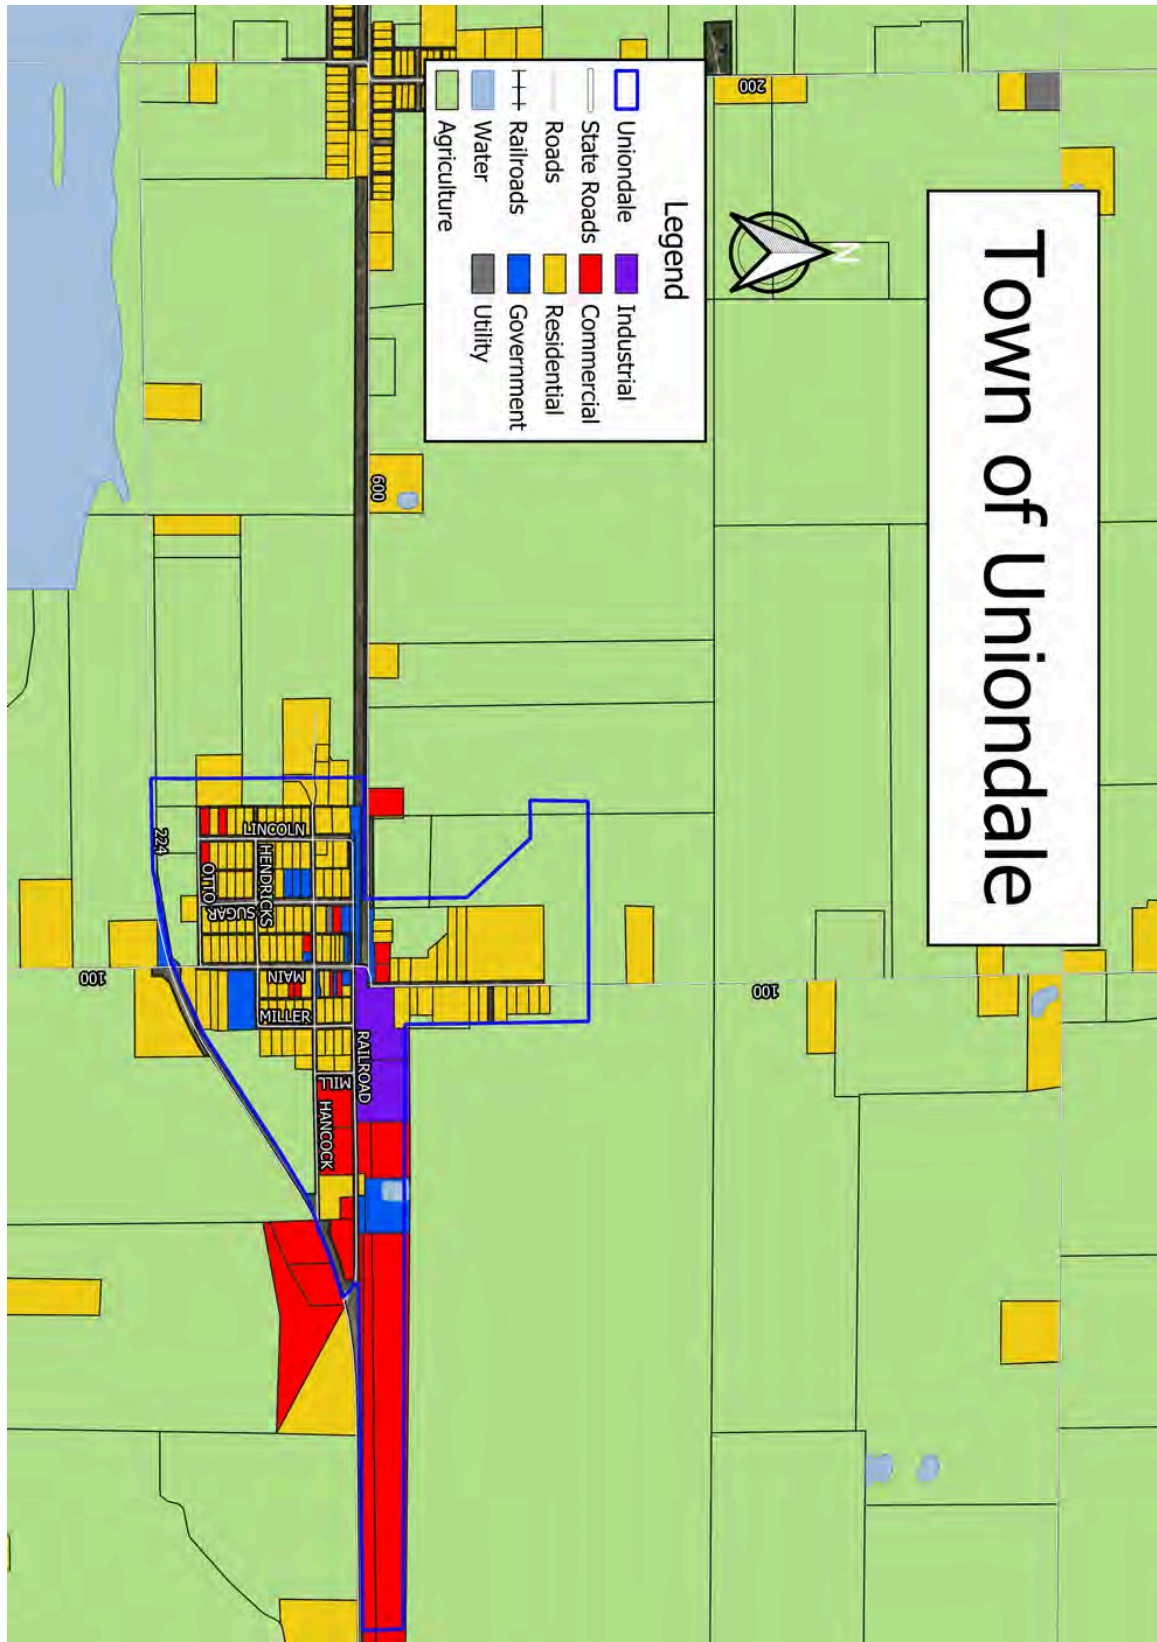 Town of Uniondale
N
Legend
Uniondale
State Roads
Roads
Railroads
Water
Agriculture
Industrial
Commercial
Residential
Government
Utility
200
600
100
100
224
LINCOLN
HENDRICKS
OTTO
SUGAR
MAIN
MILLER
RAILROAD
MILL
HANCOCK